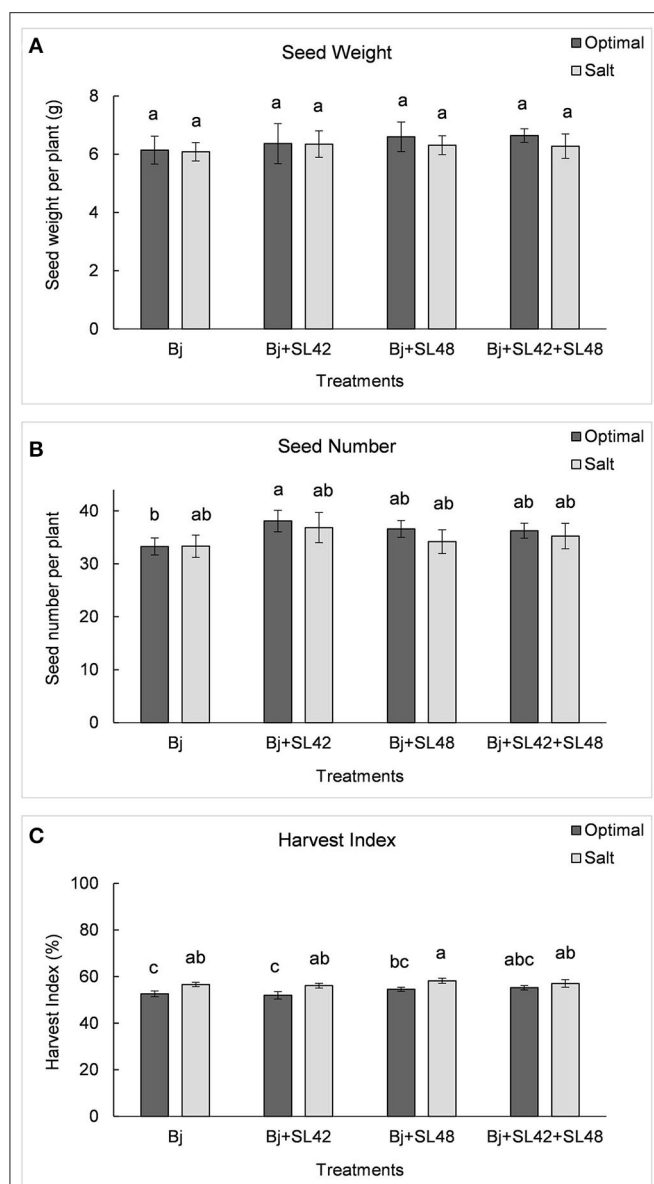 A
Seed Weight
Optimal
Salt
Seed weight per plant (g)
8
6
4
2
0
a a a a a a a a
Bj Bj+SL42 Bj+SL48 Bj+SL42+SL48
Treatments
B
Seed Number
Optimal
Salt
Seed number per plant
40
30
20
10
0
b ab a ab ab ab ab ab
Bj Bj+SL42 Bj+SL48 Bj+SL42+SL48
Treatments
C
Harvest Index
Optimal
Salt
Harvest Index (%)
100
80
60
40
20
0
c ab c ab bc a abc ab
Bj Bj+SL42 Bj+SL48 Bj+SL42+SL48
Treatments